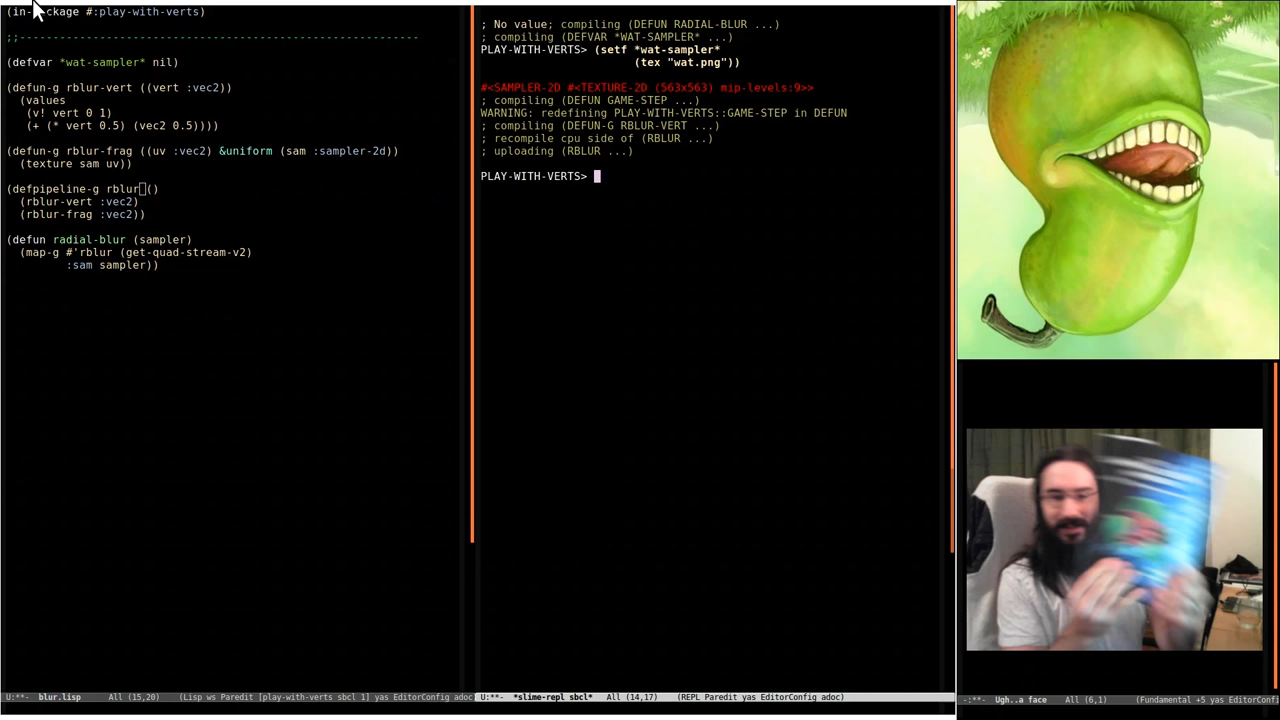 (in-package #:play-with-verts)
;;------------------------------------------------------------
(defvar *wat-sampler* nil)
(defun-g rblur-vert ((vert :vec2))
(values
(v! vert 0 1)
(+ (* vert 0.5) (vec2 0.5))))
(defun-g rblur-frag ((uv :vec2) &uniform (sam :sampler-2d))
(texture sam uv))
(defpipeline-g rblur ()
(rblur-vert :vec2)
(rblur-frag :vec2))
(defun radial-blur (sampler)
(map-g #'rblur (get-quad-stream-v2)
:sam sampler))
U:**- blur.lisp All (15,20) (Lisp ws Paredit [play-with-verts sbcl 1] yas EditorConfig adoc
; No value; compiling (DEFUN RADIAL-BLUR ...)
; compiling (DEFVAR *WAT-SAMPLER* ...)
PLAY-WITH-VERTS> (setf *wat-sampler*
(tex "wat.png"))
#<SAMPLER-2D #<TEXTURE-2D (563x563) mip-levels:9>>
; compiling (DEFUN GAME-STEP ...)
WARNING: redefining PLAY-WITH-VERTS::GAME-STEP in DEFUN
; compiling (DEFUN-G RBLUR-VERT ...)
; recompile cpu side of (RBLUR ...)
; uploading (RBLUR ...)
PLAY-WITH-VERTS>
U:**- *slime-repl sbcl* All (14,17) (REPL Paredit yas EditorConfig adoc)
-:**- Ugh..a face All (6,1) (Fundamental +5 yas EditorConfi